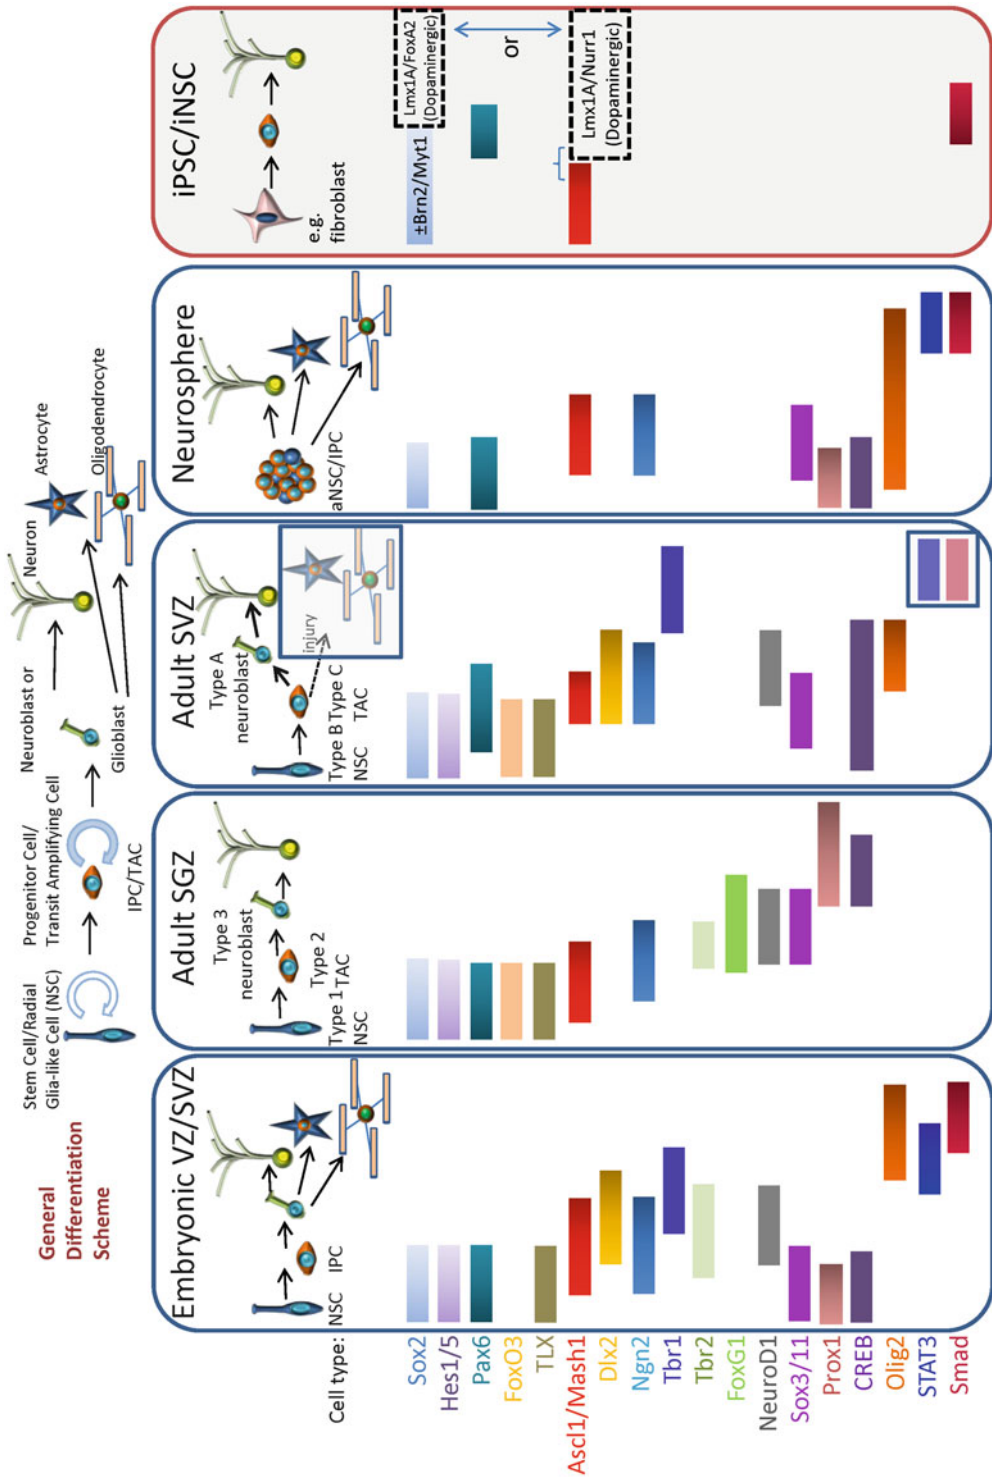 General
Differentiation
Scheme
Stem Cell/Radial
Glia-like Cell (NSC)
Progenitor Cell/
Transit Amplifying Cell
IPC/TAC
Neuroblast or
Glioblast
Neuron
Astrocyte
Oligodendrocyte
Embryonic VZ/SVZ
NSC
IPC
Adult SGZ
Type 1
NSC
Type 2
TAC
Type 3
neuroblast
Adult SVZ
Type B
NSC
Type C
TAC
Type A
neuroblast
injury
Neurosphere
aNSC/IPC
iPSC/iNSC
e.g.
fibroblast
Cell type:
Sox2
Hes1/5
Pax6
FoxO3
TLX
Ascl1/Mash1
Dlx2
Ngn2
Tbr1
Tbr2
FoxG1
NeuroD1
Sox3/11
Prox1
CREB
Olig2
STAT3
Smad
±Brn2/Myt1
Lmx1A/FoxA2
(Dopaminergic)
or
Lmx1A/Nurr1
(Dopaminergic)